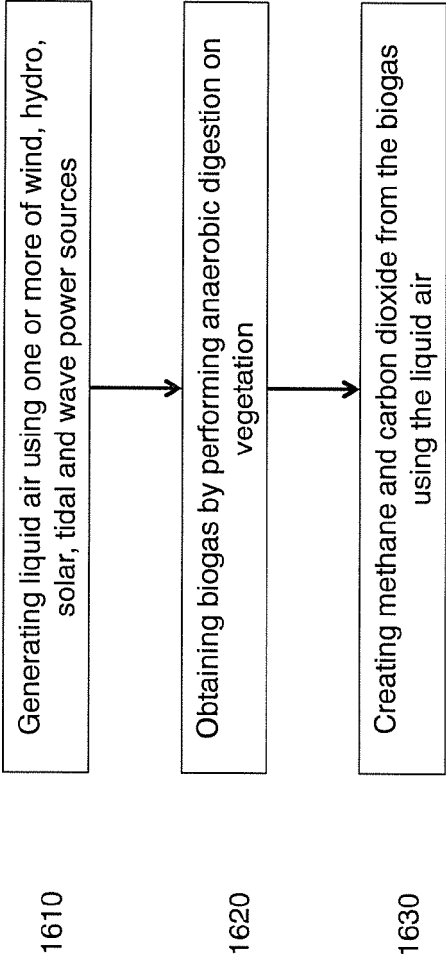 1610
Generating liquid air using one or more of wind, hydro,
solar, tidal and wave power sources
1620
Obtaining biogas by performing anaerobic digestion on
vegetation
1630
Creating methane and carbon dioxide from the biogas
using the liquid air